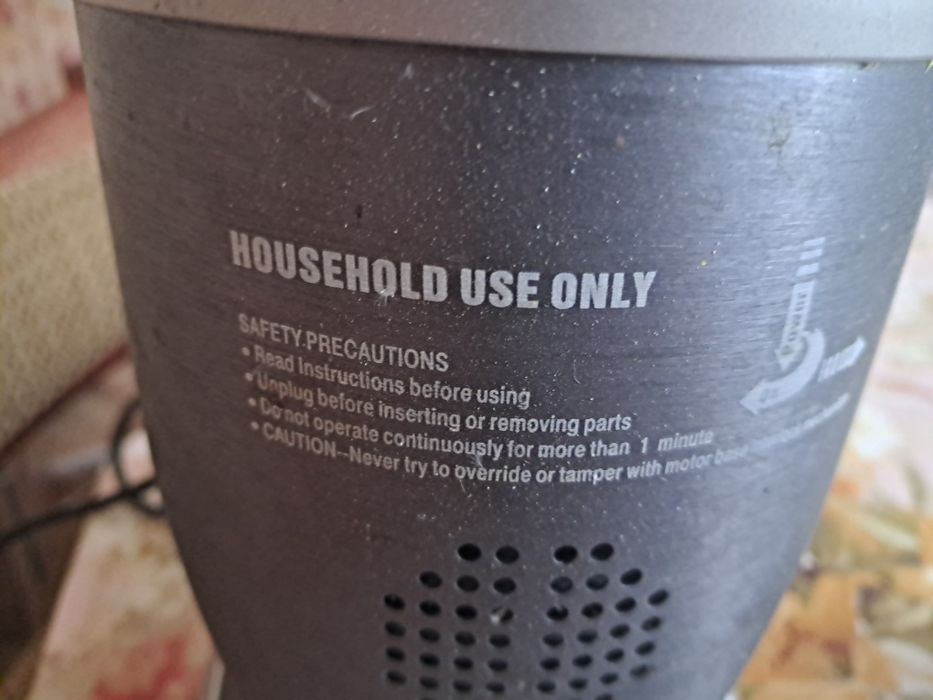 HOUSEHOLD USE ONLY
SAFETY PRECAUTIONS
• Read Instructions before using
• Unplug before inserting or removing parts
• Do not operate continuously for more than 1 minute
• CAUTION--Never try to override or tamper with motor base